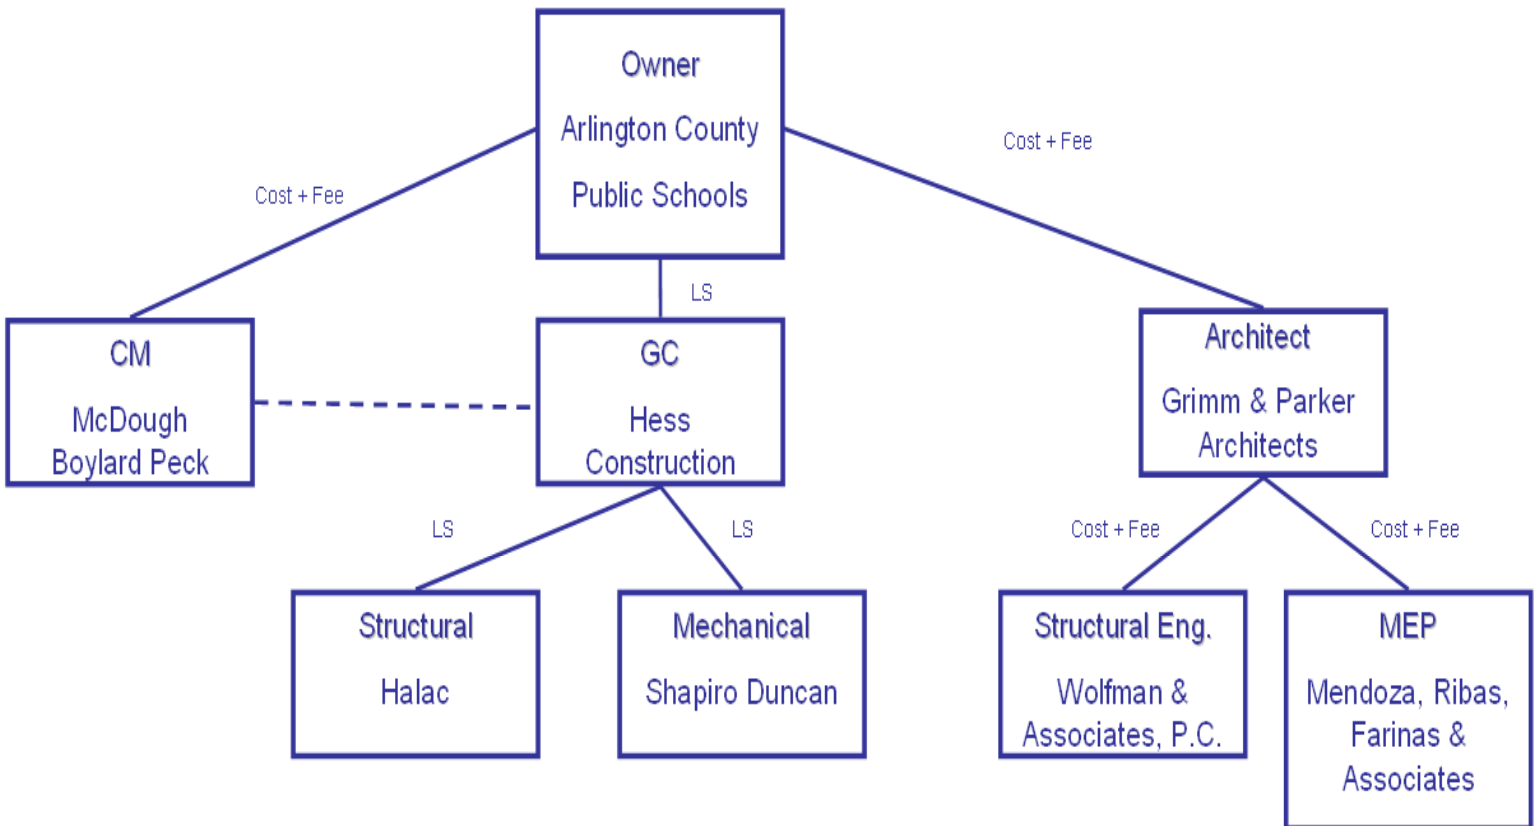 Owner
Arlington County
Public Schools
Cost + Fee
Cost + Fee
LS
CM
McDough
Boylard Peck
GC
Hess
Construction
Architect
Grimm & Parker
Architects
LS
LS
Cost + Fee
Cost + Fee
Structural
Halac
Mechanical
Shapiro Duncan
Structural Eng.
Wolfman &
Associates, P.C.
MEP
Mendoza, Ribas,
Farinas &
Associates